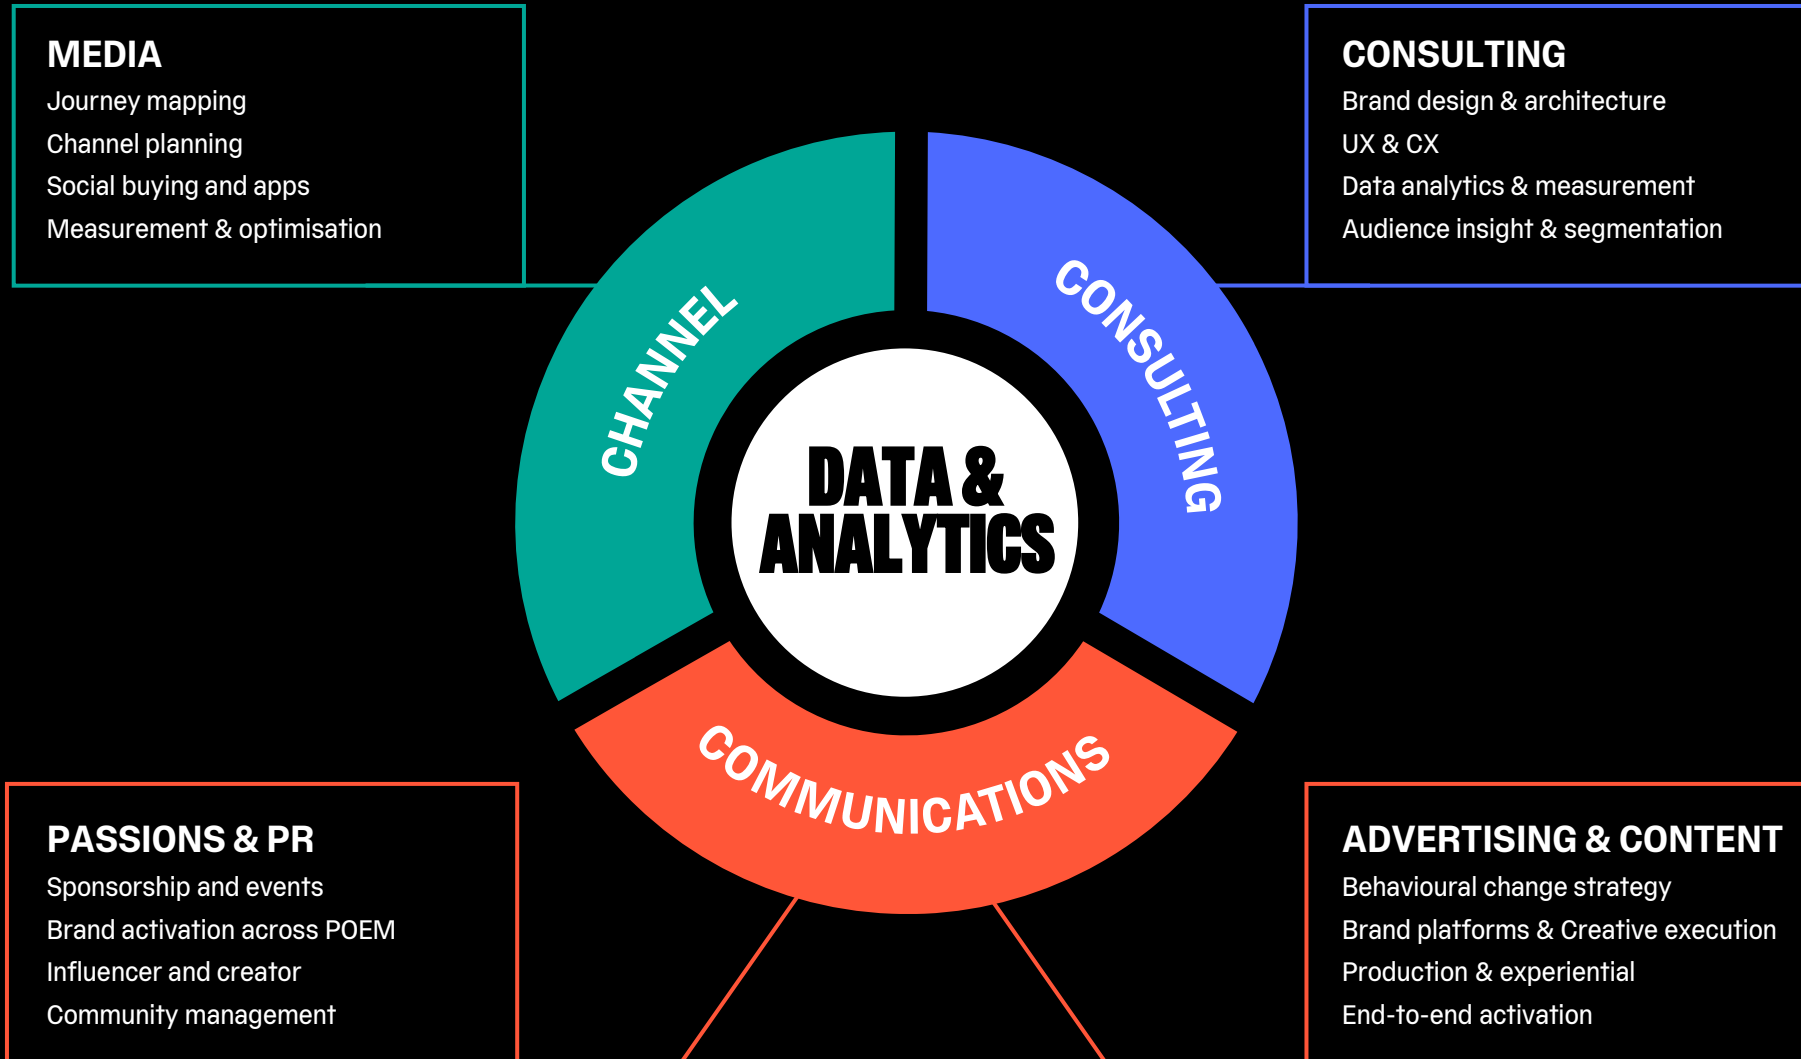 MEDIA
Journey mapping
Channel planning
Social buying and apps
Measurement & optimisation
CONSULTING
Brand design & architecture
UX & CX
Data analytics & measurement
Audience insight & segmentation
CHANNEL
CONSULTING
DATA &
ANALYTICS
COMMUNICATIONS
PASSIONS & PR
Sponsorship and events
Brand activation across POEM
Influencer and creator
Community management
ADVERTISING & CONTENT
Behavioural change strategy
Brand platforms & Creative execution
Production & experiential
End-to-end activation